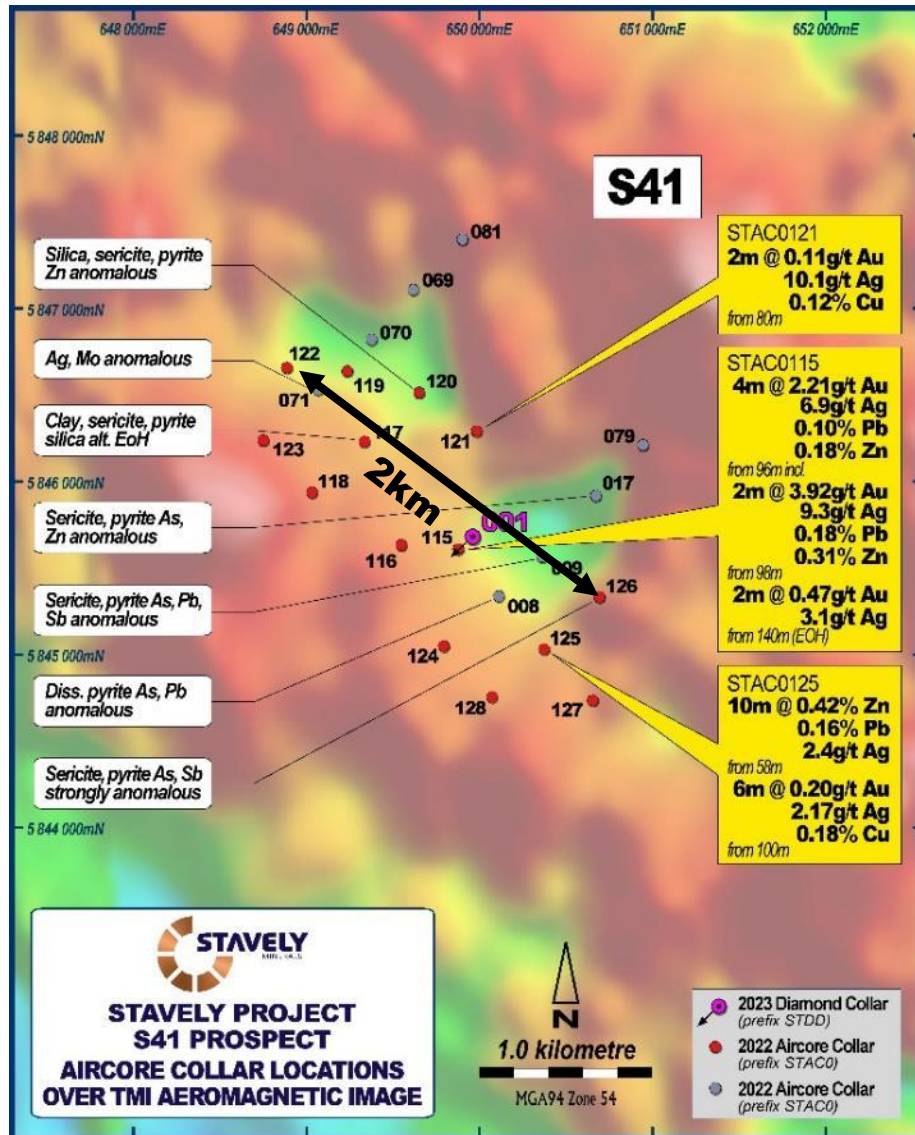 648 000mE
649 000mE
650 000mE
651 000mE
652 000mE
5 848 000mN
5 847 000mN
5 846 000mN
5 845 000mN
5 844 000mN
S41
081
069
070
122
119
120
071
121
079
123
118
017
115
001
116
009
126
008
124
125
128
127
2km
Silica, sericite, pyrite
Zn anomalous
Ag, Mo anomalous
Clay, sericite, pyrite
silica alt. EoH
Sericite, pyrite As,
Zn anomalous
Sericite, pyrite As, Pb,
Sb anomalous
Diss. pyrite As, Pb
anomalous
Sericite, pyrite As, Sb
strongly anomalous
STAC0121
2m @ 0.11g/t Au
10.1g/t Ag
0.12% Cu
from 80m
STAC0115
4m @ 2.21g/t Au
6.9g/t Ag
0.10% Pb
0.18% Zn
from 96m incl.
2m @ 3.92g/t Au
9.3g/t Ag
0.18% Pb
0.31% Zn
from 98m
2m @ 0.47g/t Au
3.1g/t Ag
from 140m (EOH)
STAC0125
10m @ 0.42% Zn
0.16% Pb
2.4g/t Ag
from 58m
6m @ 0.20g/t Au
2.17g/t Ag
0.18% Cu
from 100m
STAVELY
MINERALS
STAVELY PROJECT
S41 PROSPECT
AIRCORE COLLAR LOCATIONS
OVER TMI AEROMAGNETIC IMAGE
N
1.0 kilometre
MGA94 Zone 54
2023 Diamond Collar
(prefix STDD)
2022 Aircore Collar
(prefix STAC0)
2022 Aircore Collar
(prefix STAC0)